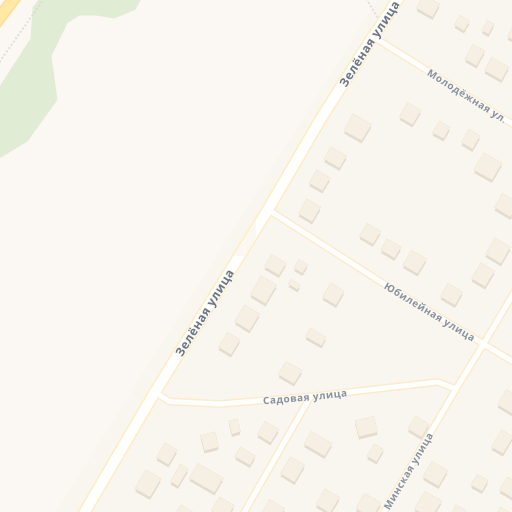 Зелёная улица
Молодёжная ул.
Зелёная улица
Юбилейная улица
Садовая улица
Минская улица